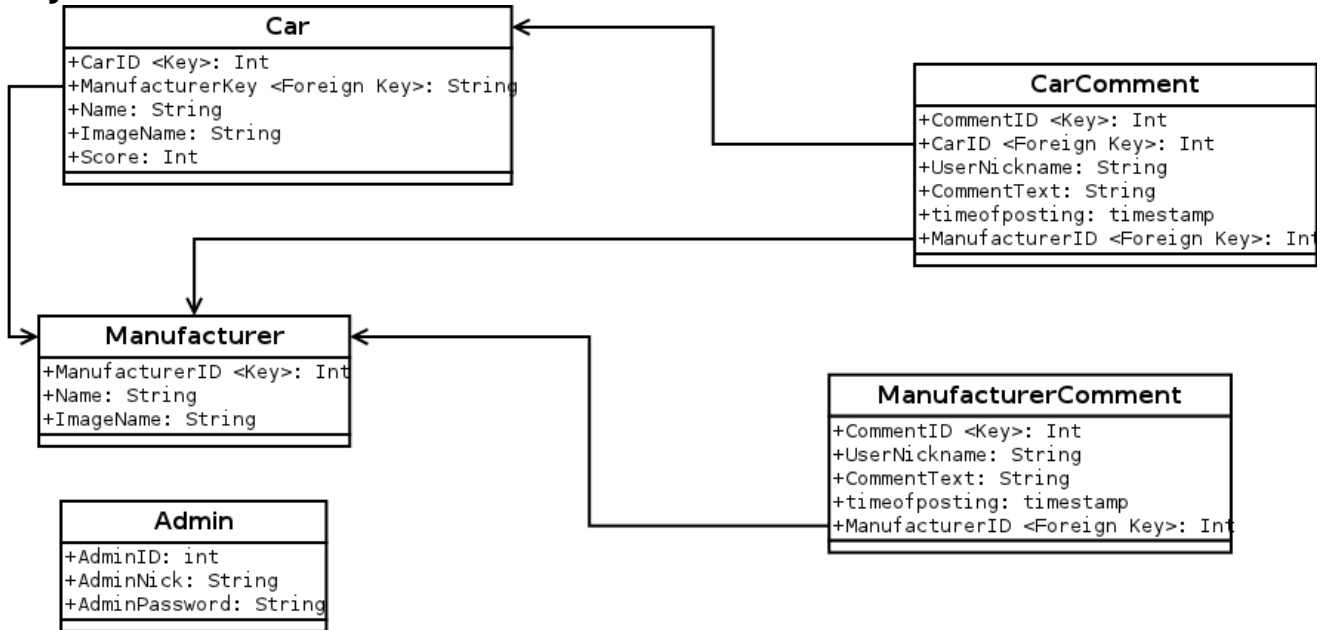 Car
+CarID <Key>: Int
+ManufacturerKey <Foreign Key>: String
+Name: String
+ImageName: String
+Score: Int
CarComment
+CommentID <Key>: Int
+CarID <Foreign Key>: Int
+UserNickname: String
+CommentText: String
+timeofposting: timestamp
+ManufacturerID <Foreign Key>: Int
Manufacturer
+ManufacturerID <Key>: Int
+Name: String
+ImageName: String
ManufacturerComment
+CommentID <Key>: Int
+UserNickname: String
+CommentText: String
+timeofposting: timestamp
+ManufacturerID <Foreign Key>: Int
Admin
+AdminID: int
+AdminNick: String
+AdminPassword: String